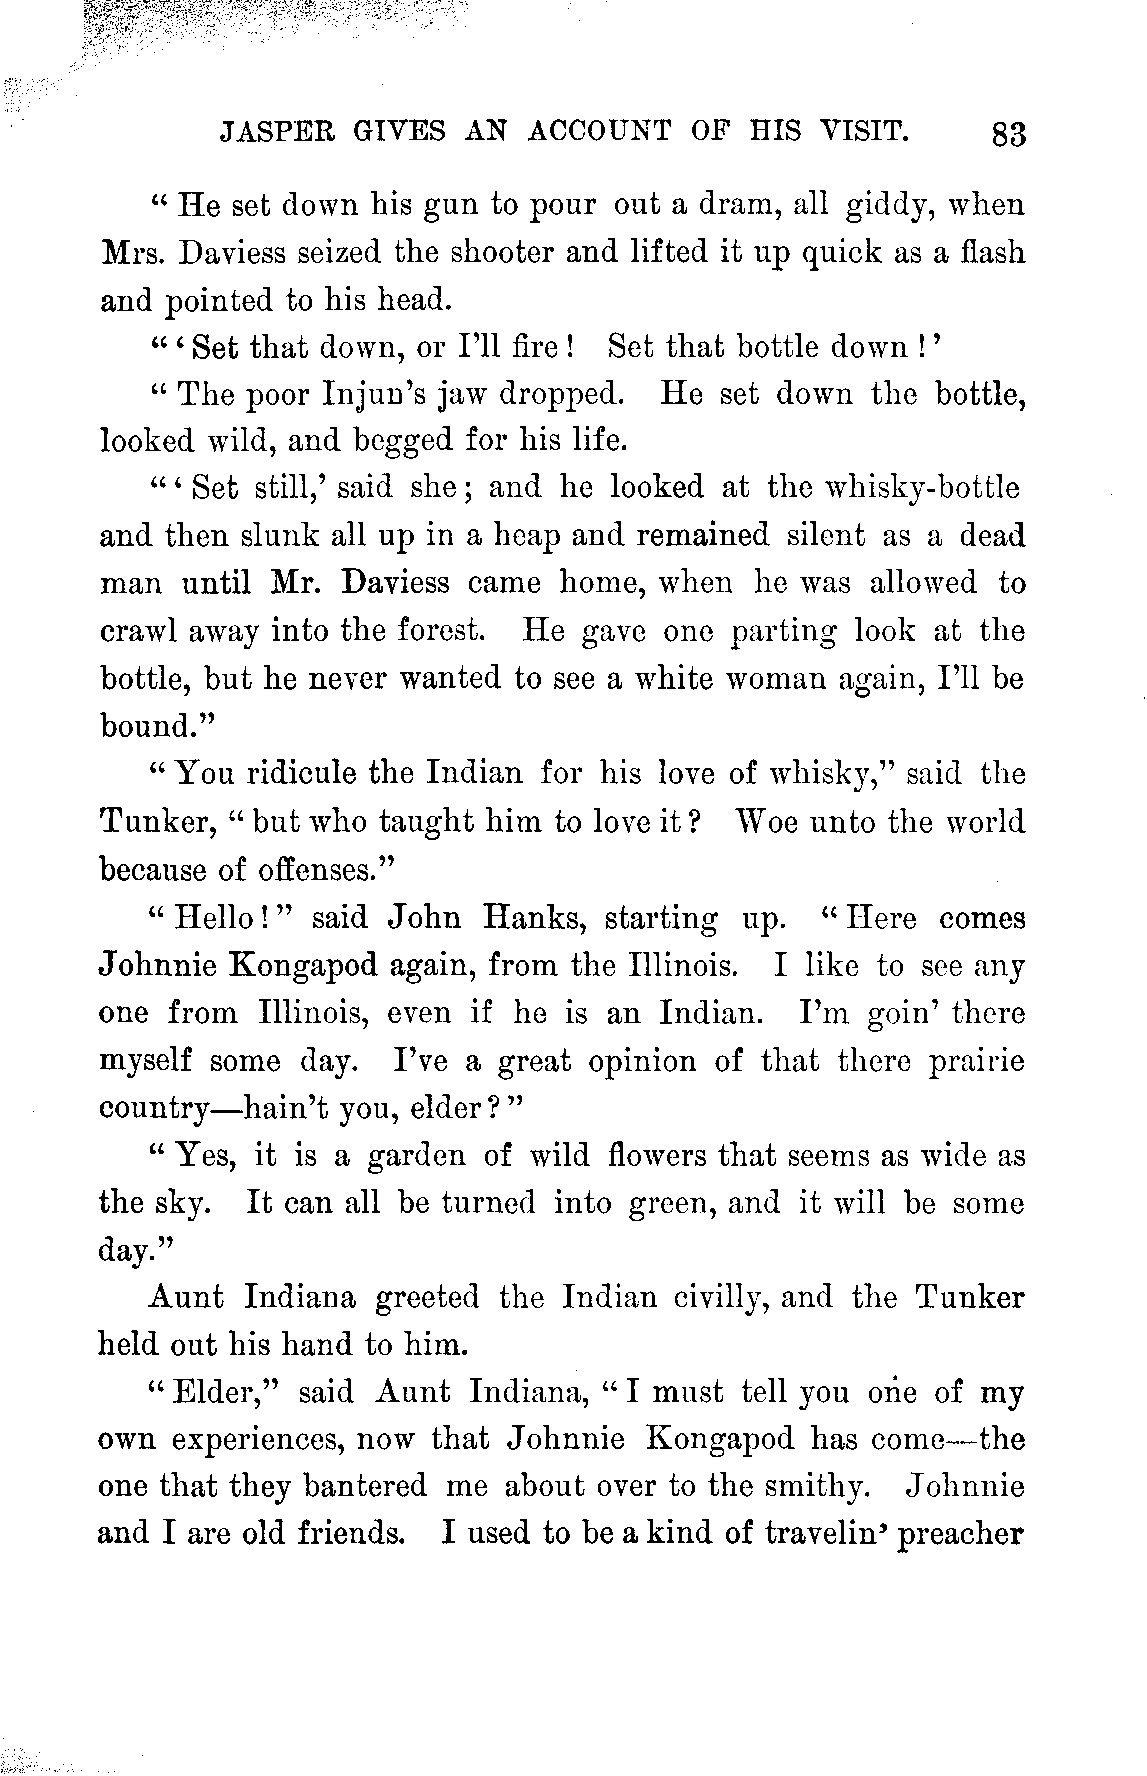 JASPER GIVES AN ACCOUNT OF HIS VISIT. 83
“ He set down his gun to pour out a dram, all giddy, when
Mrs. Daviess seized the shooter and lifted it up quick as a flash
and pointed to his head.
“ ‘ Set that down, or I’ll fire ! Set that bottle down ! ’
“ The poor Injun’s jaw dropped. He set down the bottle,
looked wild, and begged for his life.
“ ‘ Set still,’ said she ; and he looked at the whisky-bottle
and then slunk all up in a heap and remained silent as a dead
man until Mr. Daviess came home, when he was allowed to
crawl away into the forest. He gave one parting look at the
bottle, but he never wanted to see a white woman again, I’ll be
bound.”
“ You ridicule the Indian for his love of whisky,” said the
Tunker, “ but who taught him to love it ? Woe unto the world
because of offenses.”
“ Hello ! ” said John Hanks, starting up. “ Here comes
Johnnie Kongapod again, from the Illinois. I like to see any
one from Illinois, even if he is an Indian. I’m goin’ there
myself some day. I’ve a great opinion of that there prairie
country—hain’t you, elder ? ”
“ Yes, it is a garden of wild flowers that seems as wide as
the sky. It can all be turned into green, and it will be some
day.”
Aunt Indiana greeted the Indian civilly, and the Tunker
held out his hand to him.
“ Elder,” said Aunt Indiana, “ I must tell you one of my
own experiences, now that Johnnie Kongapod has come—the
one that they bantered me about over to the smithy. Johnnie
and I are old friends. I used to be a kind of travelin’ preacher